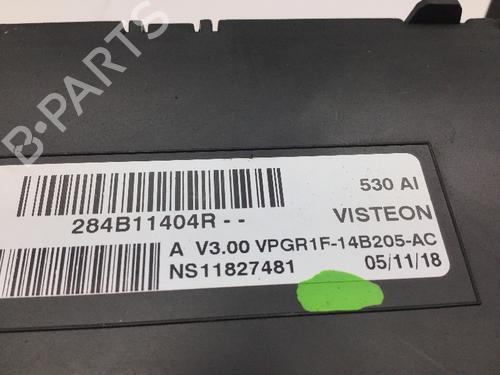 B-PARTS
530 AI
284B11404R - -
VISTEON
A V3.00 VPGR1F-14B205-AC
NS11827481
05/11/18